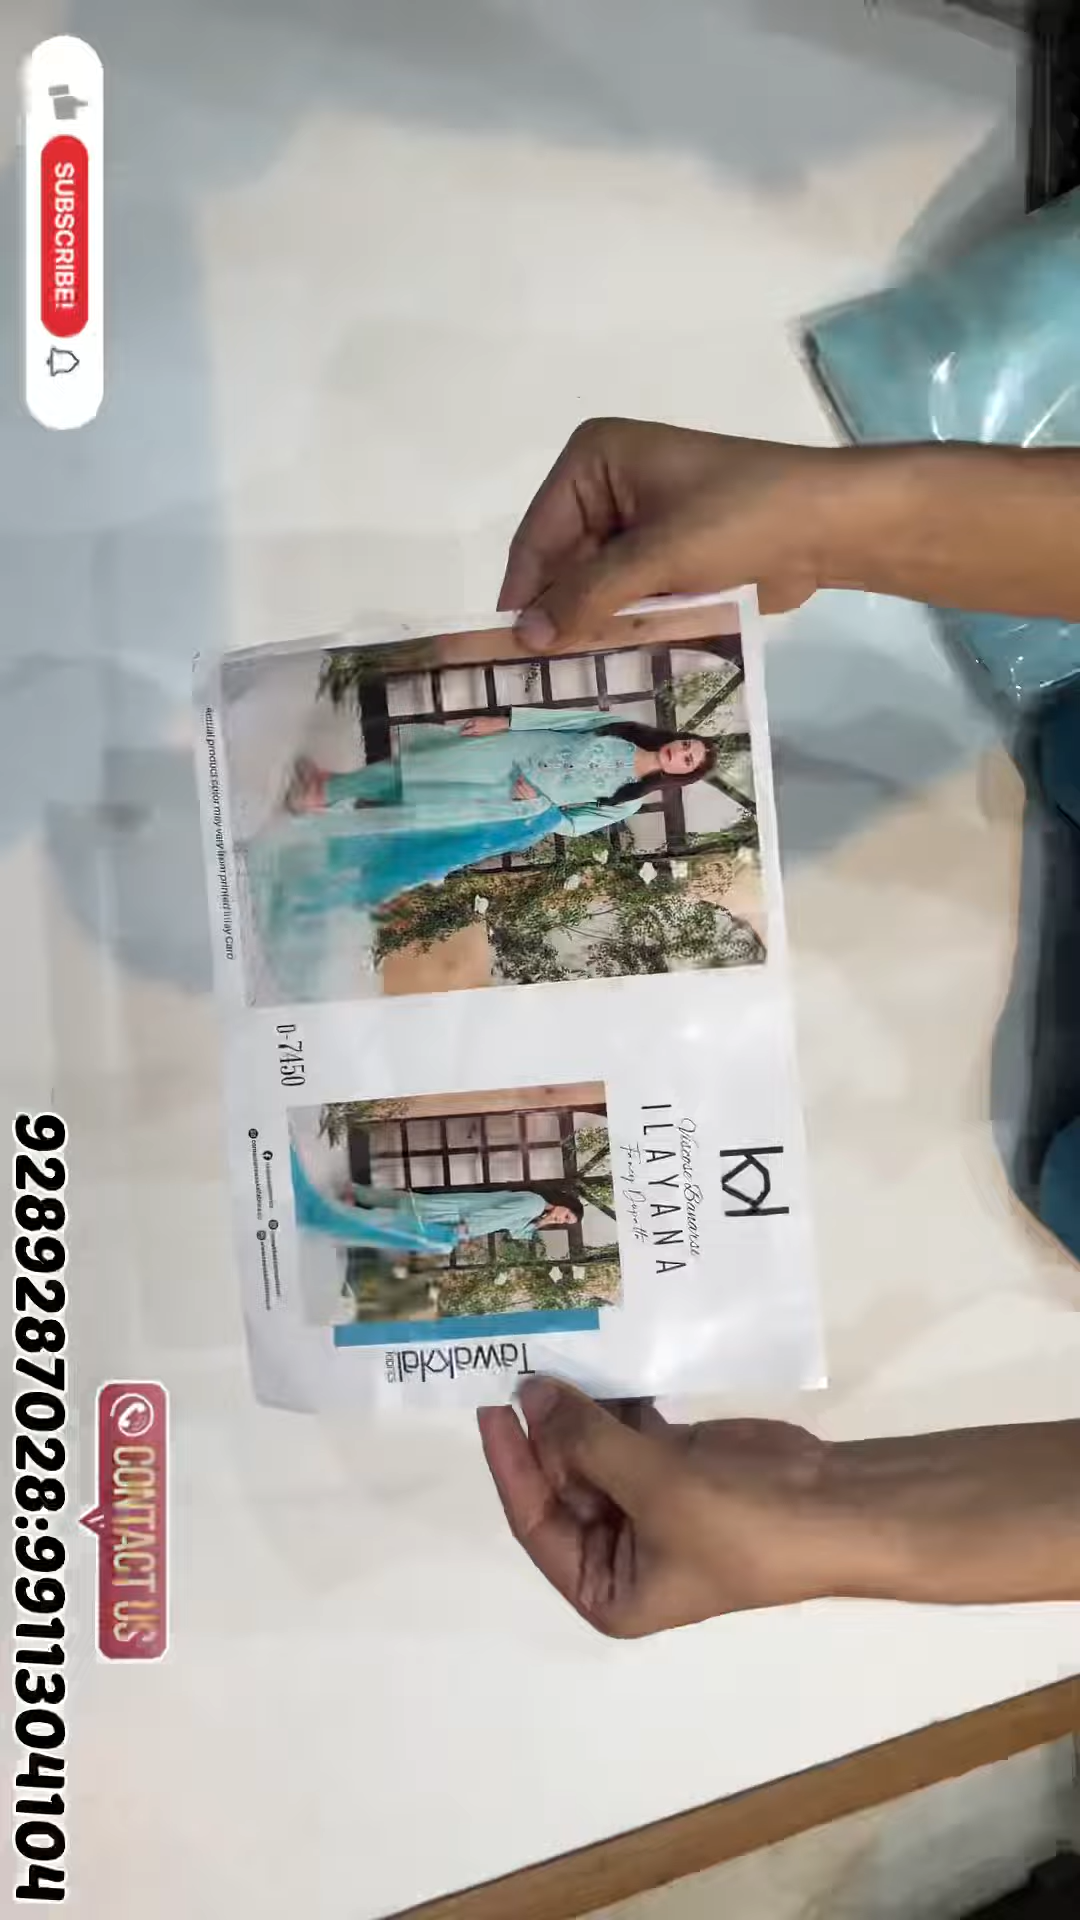 SUBSCRIBE!
Actual product color may vary from printed inlay Card
D-7450
Viscose Banarsi
ILAYANA
Fancy Dupatta
Tawakkal
fabrics
CONTACT US
9289287028:9911304104